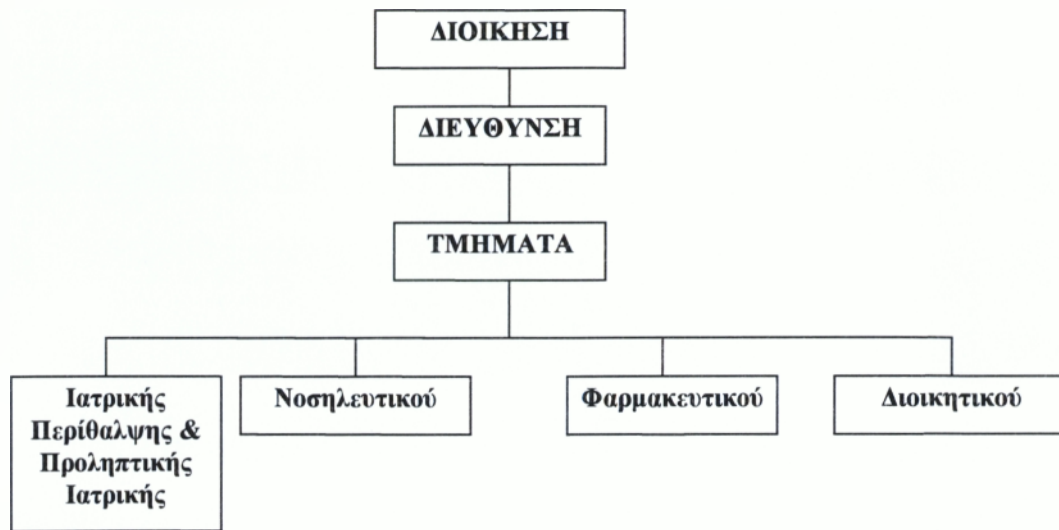 ΔΙΟΙΚΗΣΗ
ΔΙΕΥΘΥΝΣΗ
ΤΜΗΜΑΤΑ
Ιατρικής
Περίθαλψης &
Προληπτικής
Ιατρικής
Νοσηλευτικού
Φαρμακευτικού
Διοικητικού